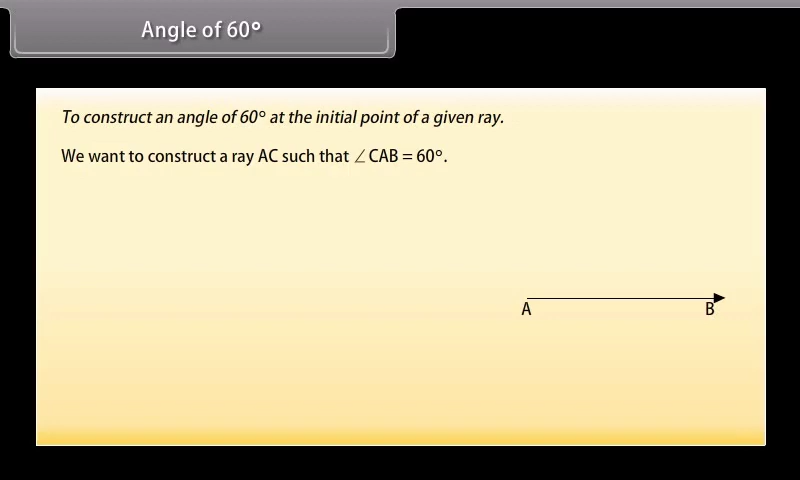 Angle of 60°
To construct an angle of 60° at the initial point of a given ray.
We want to construct a ray AC such that ∠CAB = 60°.
A B